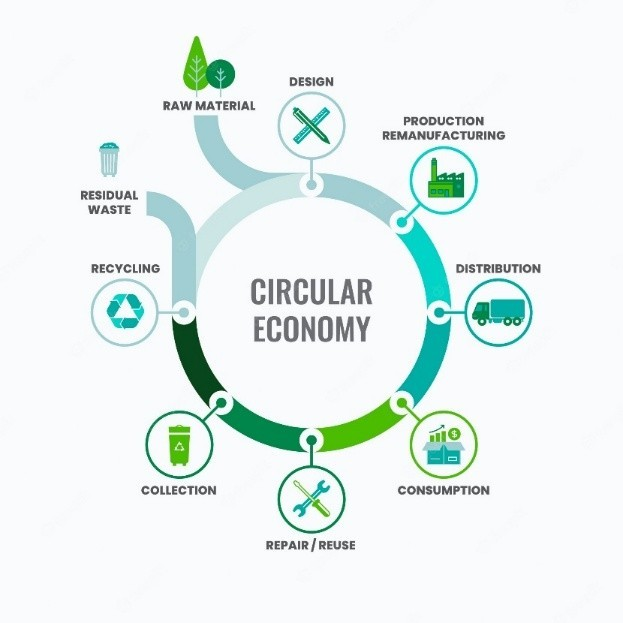 DESIGN
RAW MATERIAL
PRODUCTION
REMANUFACTURING
RESIDUAL
WASTE
RECYCLING
DISTRIBUTION
CIRCULAR
ECONOMY
COLLECTION
CONSUMPTION
REPAIR / REUSE